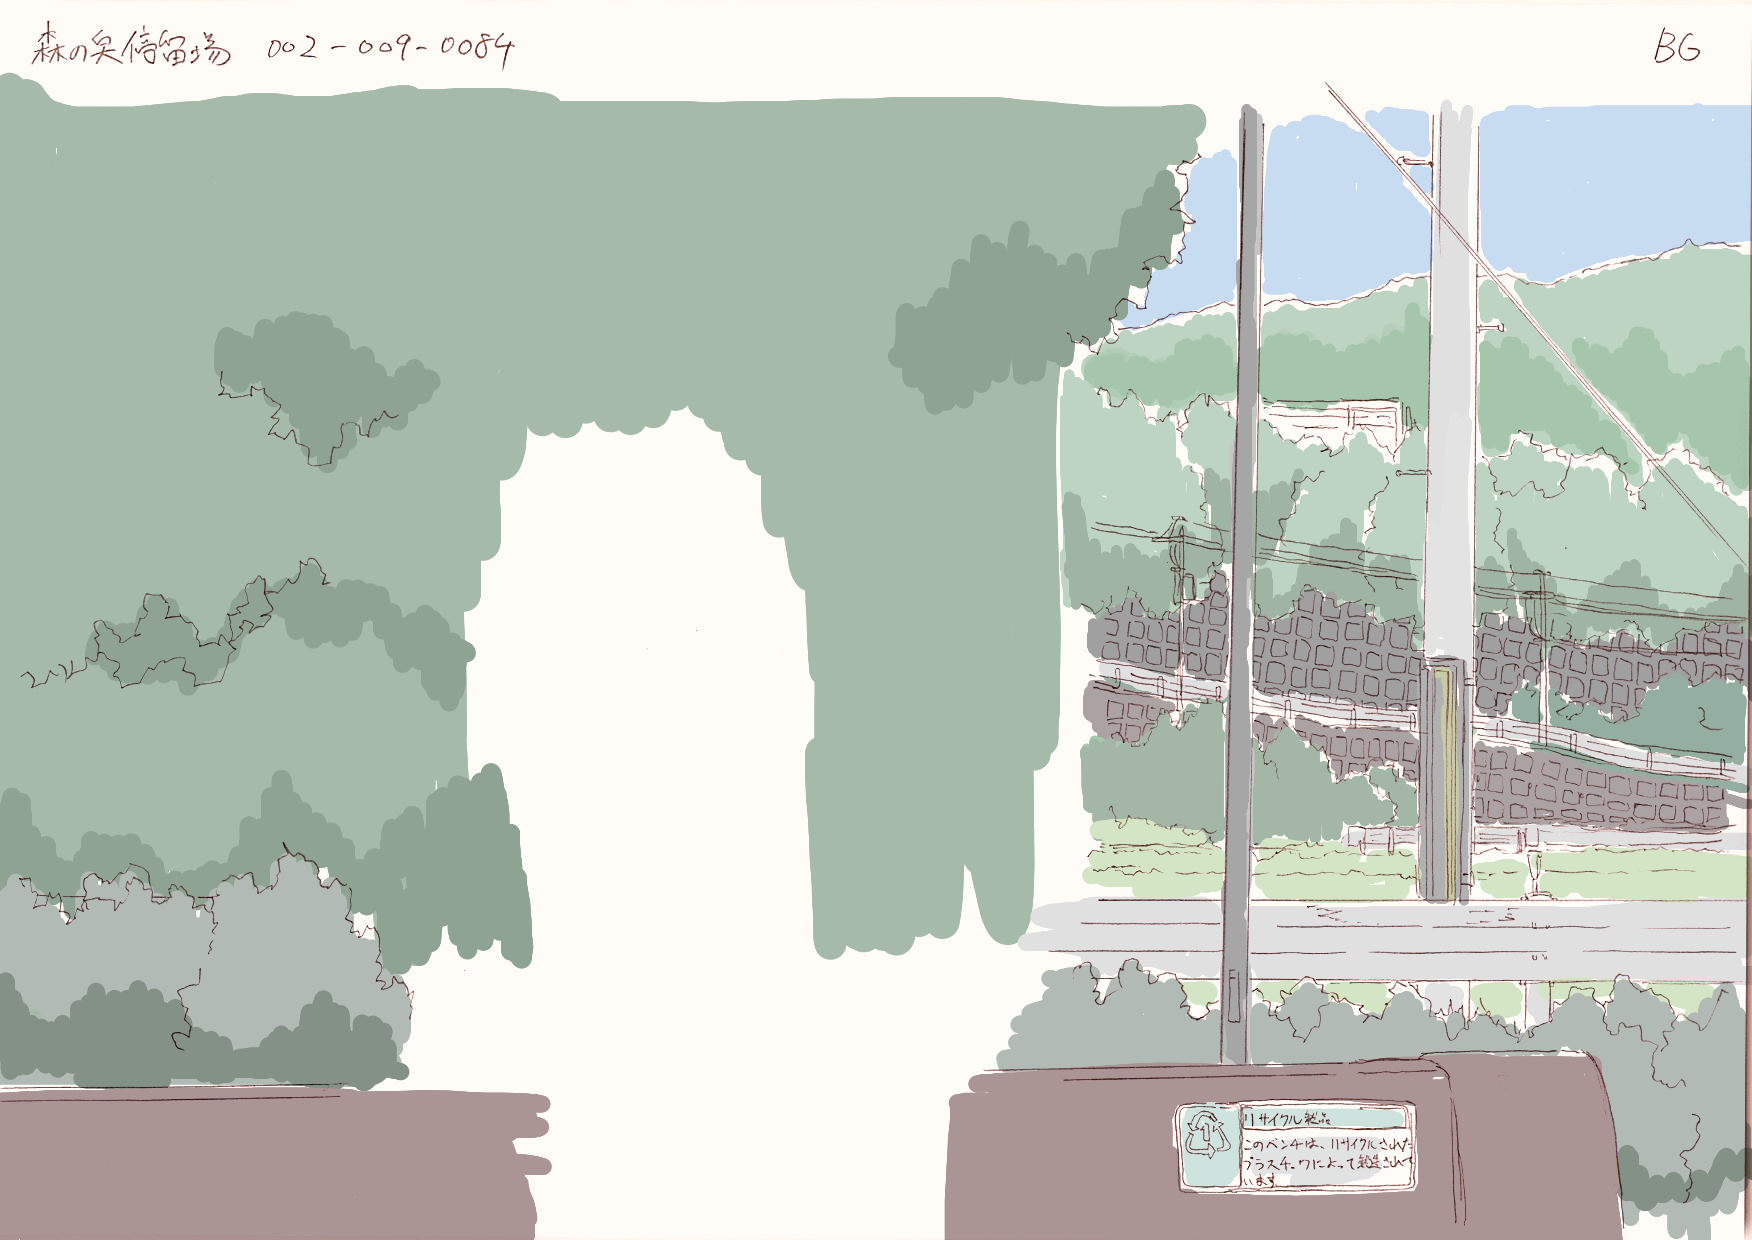 森の奥停留場 002-009-0084
BG
リサイクル製品
このベンチは、リサイクルされた
プラスチックによって製造されて
います